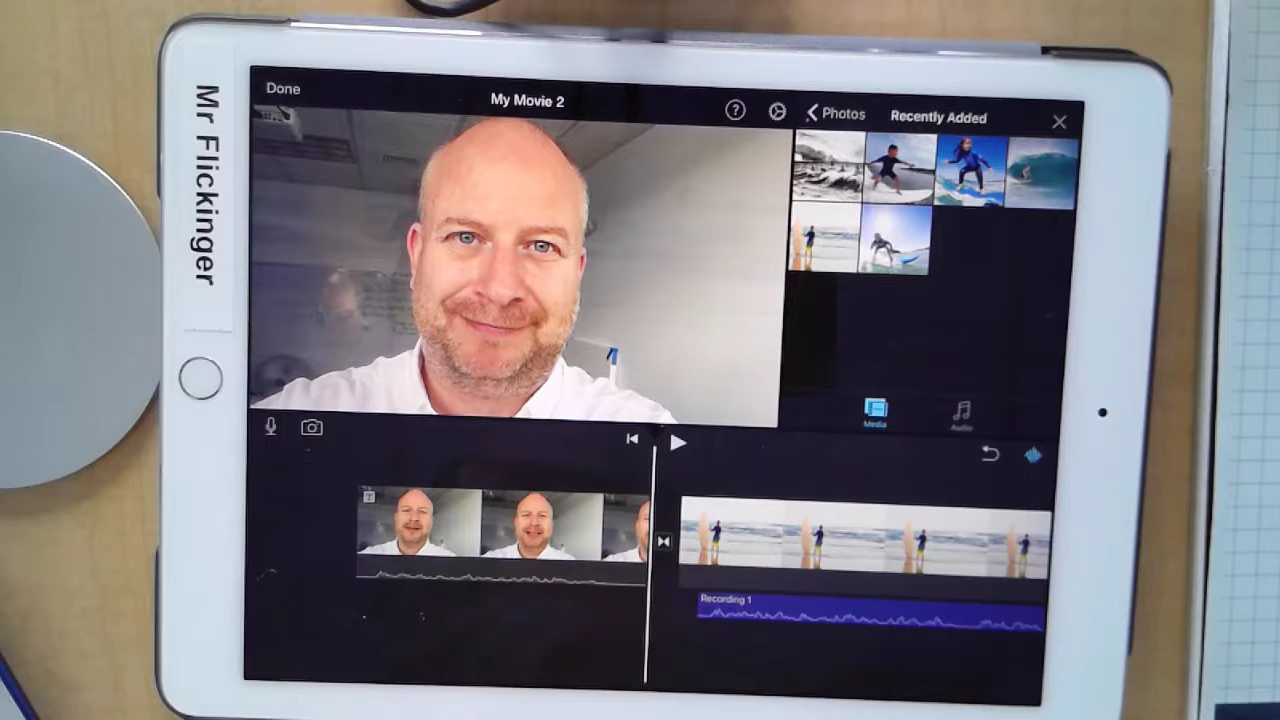 Mr Flickinger
Done
My Movie 2
?
Photos
Recently Added
Media
Audio
T
Recording 1